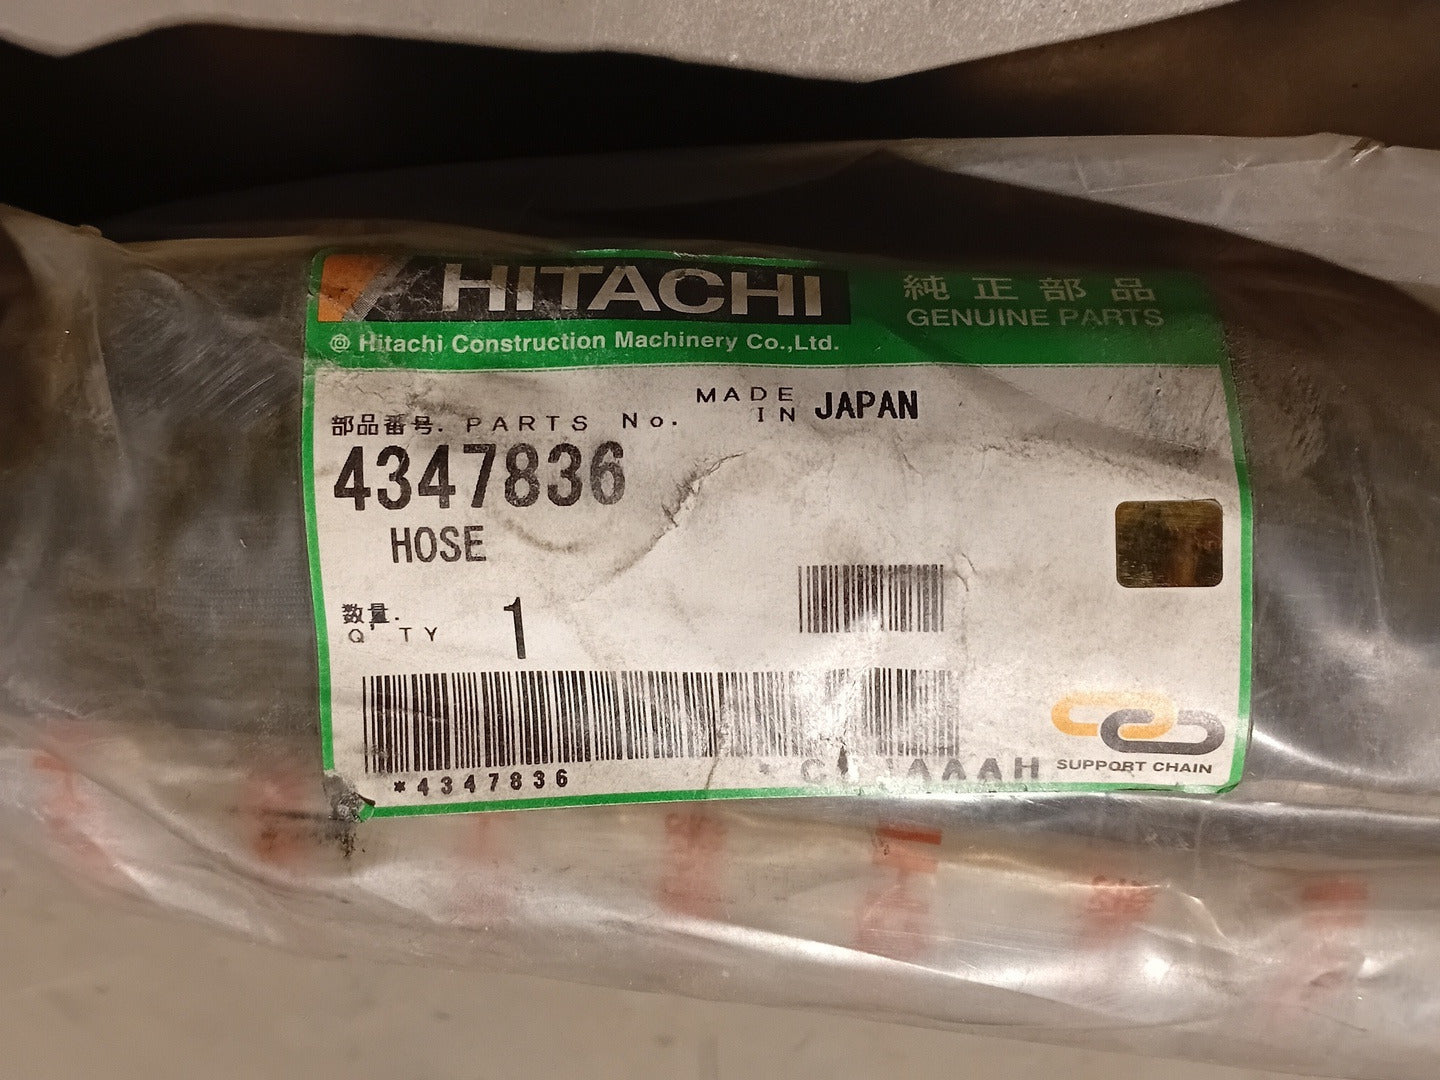 HITACHI
純正部品
GENUINE PARTS
Hitachi Construction Machinery Co.,Ltd.
MADE IN JAPAN
部品番号. PARTS No.
4347836
HOSE
数量.
Q'TY 1
*4347836
SUPPORT CHAIN